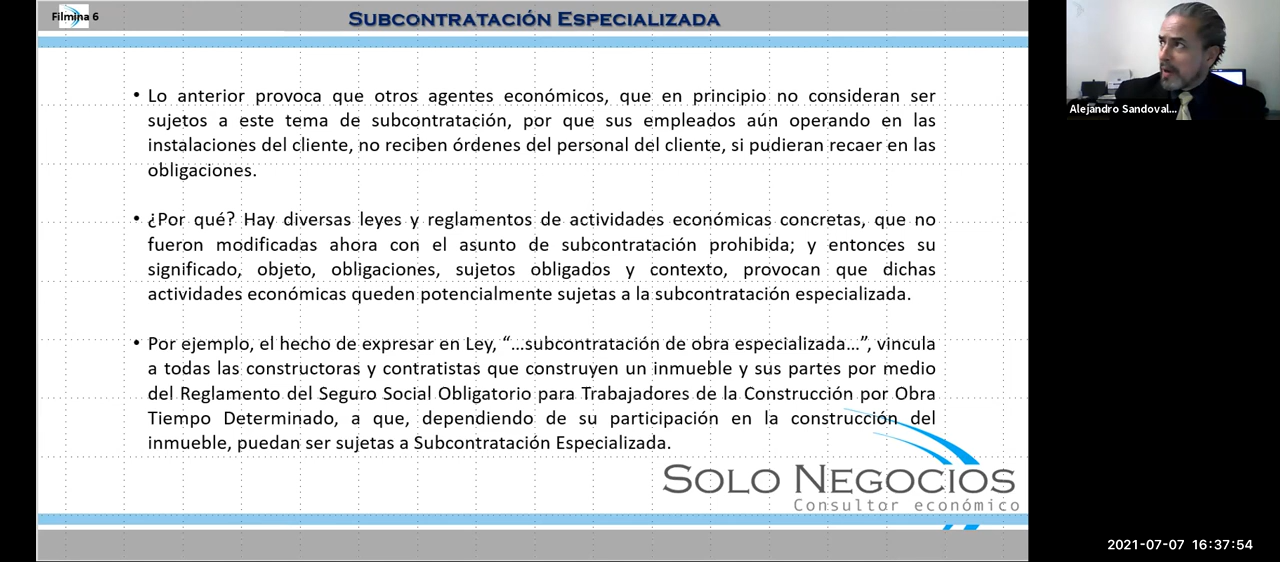 Filmina 6
Subcontratación Especializada
• Lo anterior provoca que otros agentes económicos, que en principio no consideran ser
sujetos a este tema de subcontratación, por que sus empleados aún operando en las
instalaciones del cliente, no reciben órdenes del personal del cliente, si pudieran recaer en las
obligaciones.
• ¿Por qué? Hay diversas leyes y reglamentos de actividades económicas concretas, que no
fueron modificadas ahora con el asunto de subcontratación prohibida; y entonces su
significado, objeto, obligaciones, sujetos obligados y contexto, provocan que dichas
actividades económicas queden potencialmente sujetas a la subcontratación especializada.
• Por ejemplo, el hecho de expresar en Ley, “...subcontratación de obra especializada...”, vincula
a todas las constructoras y contratistas que construyen un inmueble y sus partes por medio
del Reglamento del Seguro Social Obligatorio para Trabajadores de la Construcción por Obra
Tiempo Determinado, a que, dependiendo de su participación en la construcción del
inmueble, puedan ser sujetas a Subcontratación Especializada.
Solo Negocios
Consultor económico
Alejandro Sandoval...
2021-07-07 16:37:54